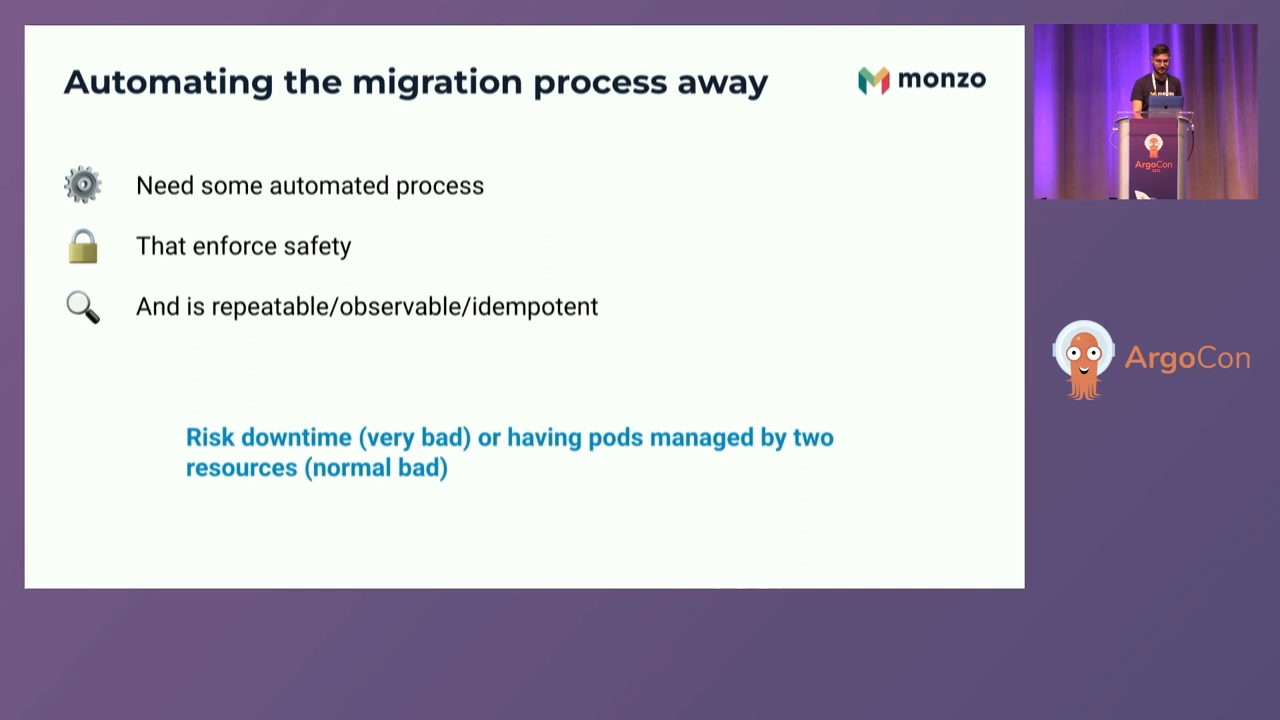 Automating the migration process away
monzo
Need some automated process
That enforce safety
And is repeatable/observable/idempotent
Risk downtime (very bad) or having pods managed by two
resources (normal bad)
ArgoCon
ArgoCon